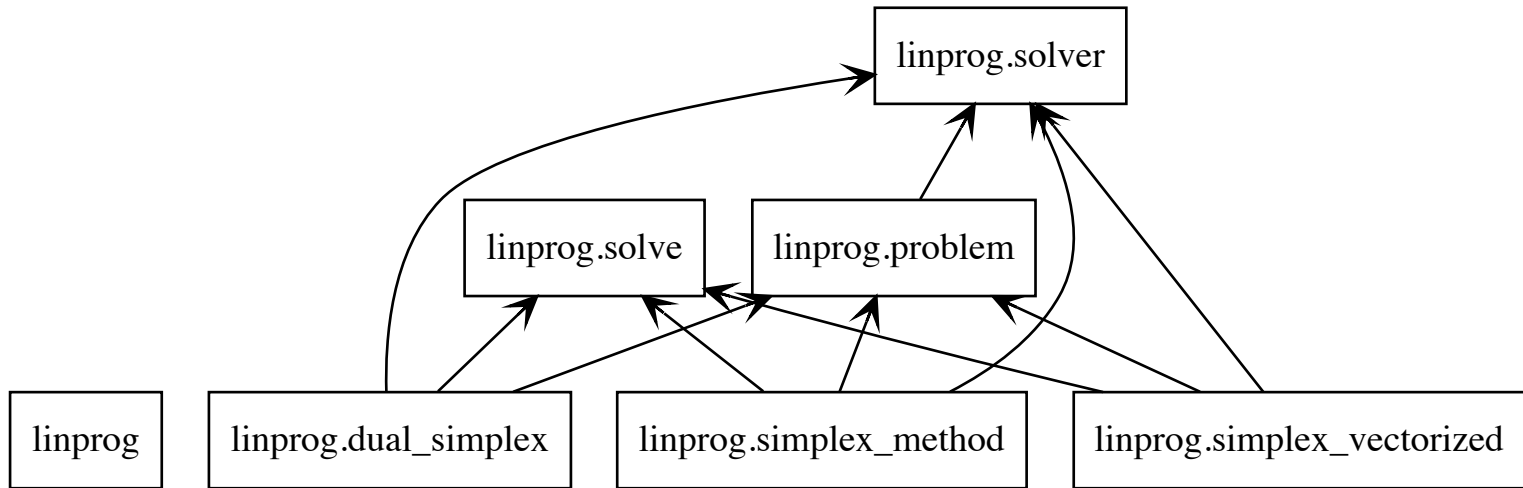 linprog.solver
linprog.solve
linprog.problem
linprog
linprog.dual_simplex
linprog.simplex_method
linprog.simplex_vectorized